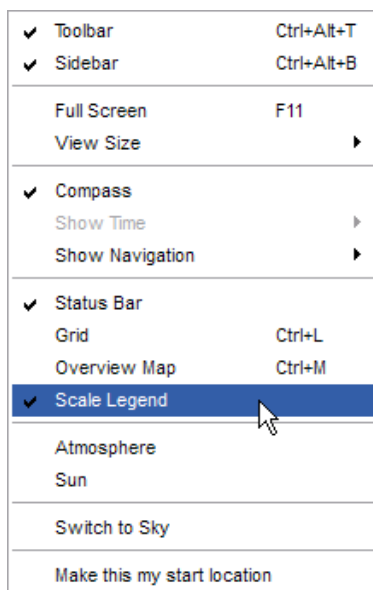 Toolbar Ctrl+Alt+T
Sidebar Ctrl+Alt+B
Full Screen F11
View Size
Compass
Show Time
Show Navigation
Status Bar
Grid Ctrl+L
Overview Map Ctrl+M
Scale Legend
Atmosphere
Sun
Switch to Sky
Make this my start location